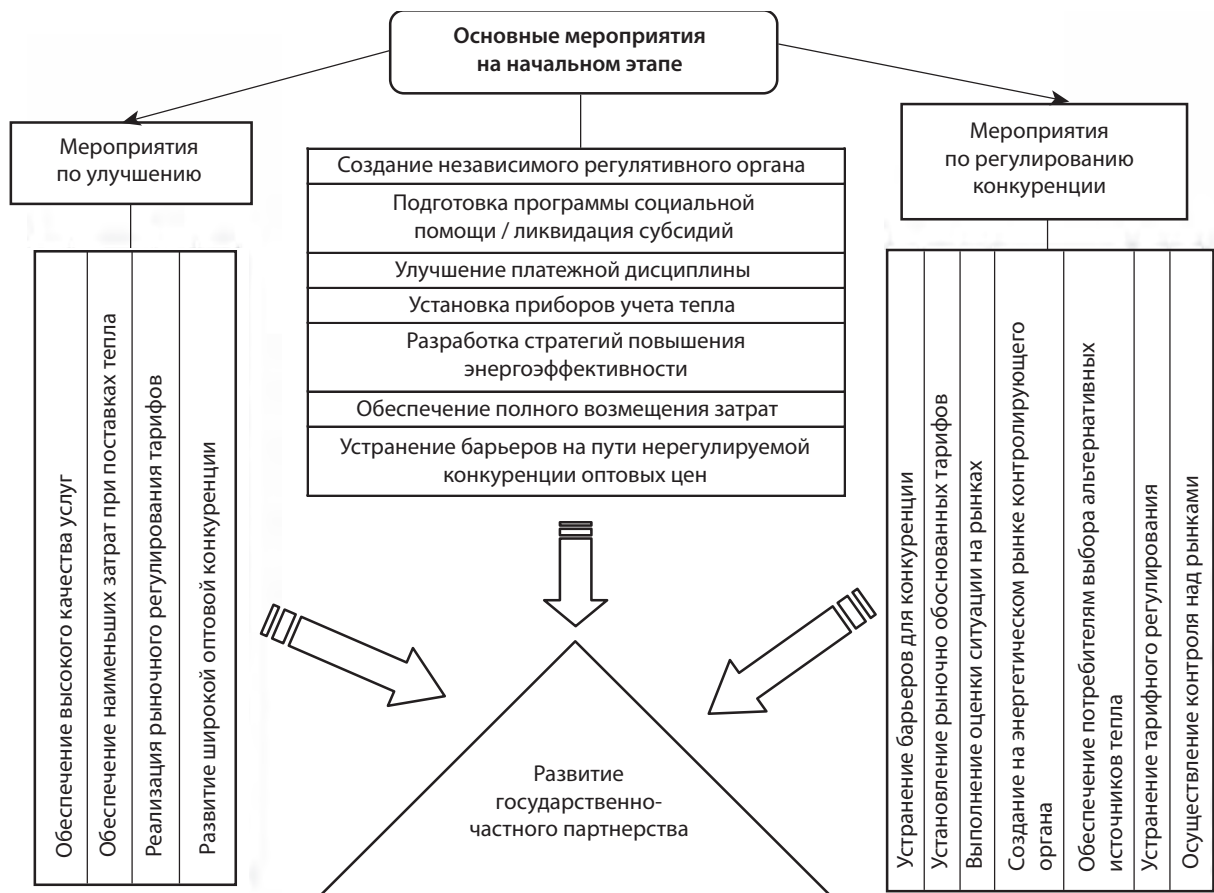 Основные мероприятия
на начальном этапе
Мероприятия
по улучшению
Обеспечение высокого качества услуг
Обеспечение наименьших затрат при поставках тепла
Реализация рыночного регулирования тарифов
Развитие широкой оптовой конкуренции
Создание независимого регулятивного органа
Подготовка программы социальной
помощи / ликвидация субсидий
Улучшение платежной дисциплины
Установка приборов учета тепла
Разработка стратегий повышения
энергоэффективности
Обеспечение полного возмещения затрат
Устранение барьеров на пути нерегулируемой
конкуренции оптовых цен
Мероприятия
по регулированию
конкуренции
Устранение барьеров для конкуренции
Установление рыночно обоснованных тарифов
Выполнение оценки ситуации на рынках
Создание на энергетическом рынке контролирующего
органа
Обеспечение потребителям выбора альтернативных
источников тепла
Устранение тарифного регулирования
Осуществление контроля над рынками
Развитие
государственно-
частного партнерства